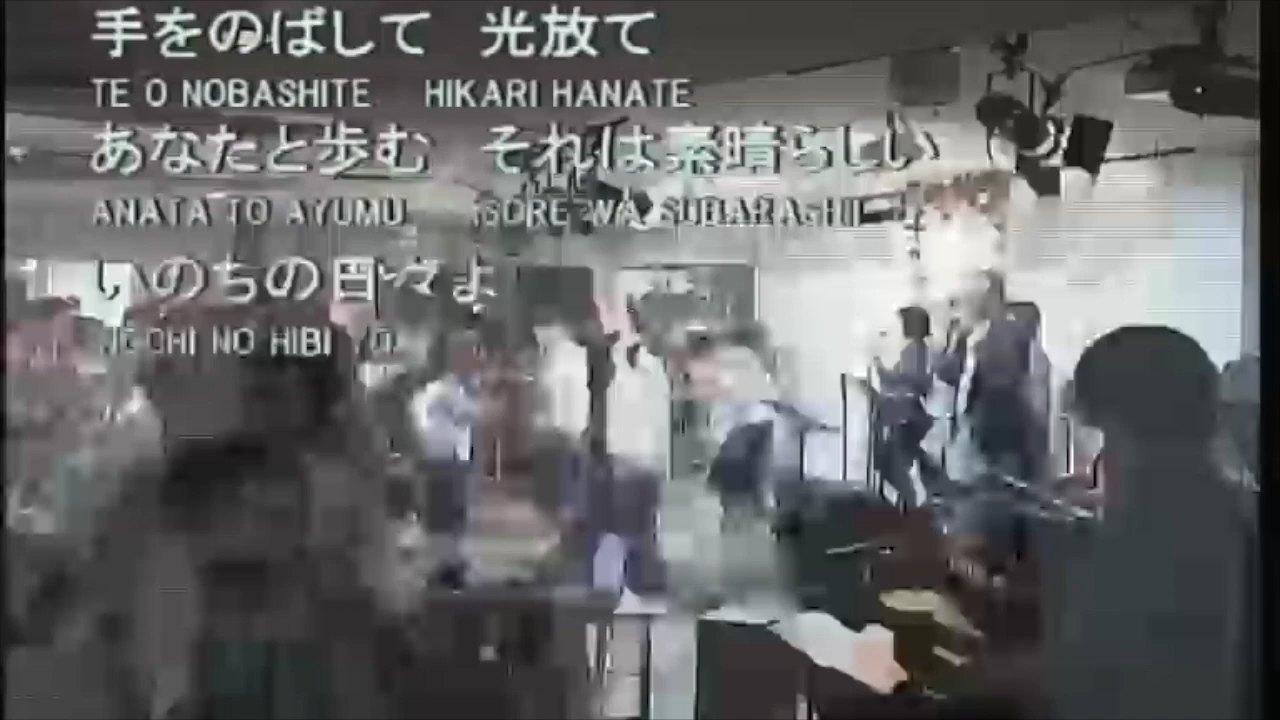 手をのばして 光放て
TE O NOBASHITE HIKARI HANATE
あなたと歩む それは素晴らしい
ANATA TO AYUMU SORE WA SUBARASHII
いのちの日々よ
INOCHI NO HIBI YO